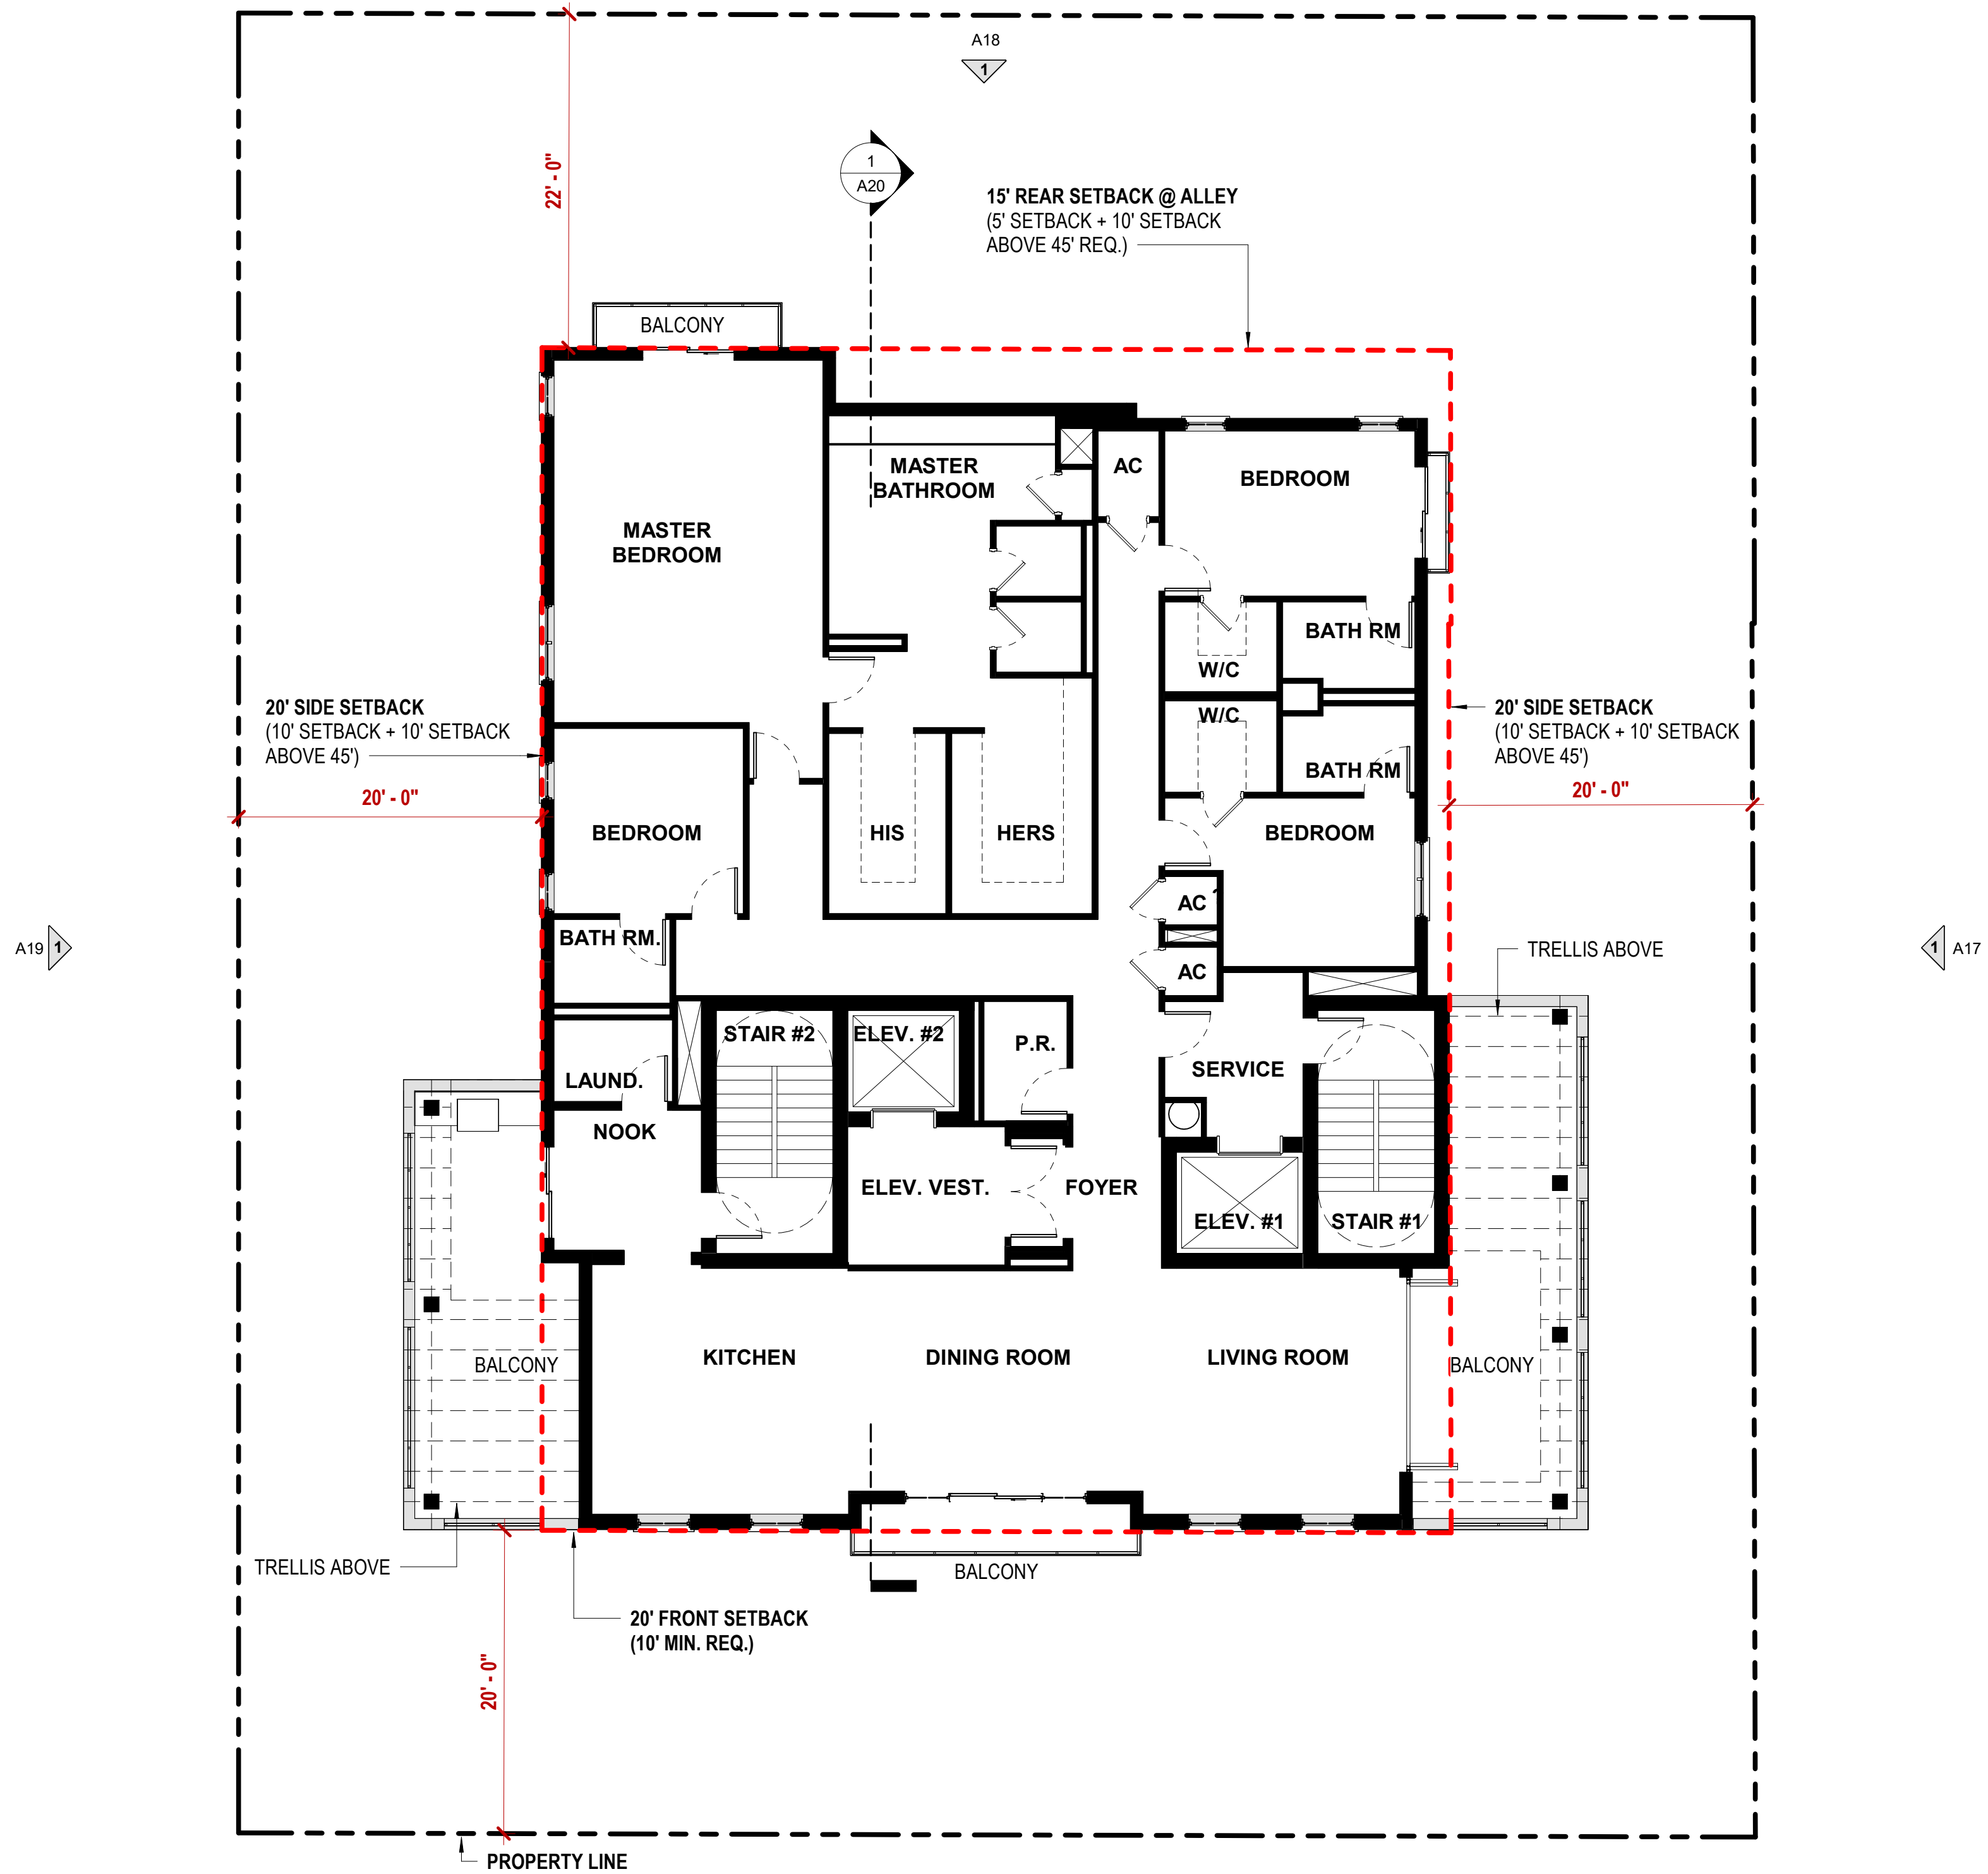 A18
1
22' - 0"
1
A20
15' REAR SETBACK @ ALLEY
(5' SETBACK + 10' SETBACK
ABOVE 45' REQ.)
BALCONY
MASTER
BATHROOM
AC
BEDROOM
MASTER
BEDROOM
BATH RM
W/C
20' SIDE SETBACK
(10' SETBACK + 10' SETBACK
ABOVE 45')
20' - 0"
W/C
BATH RM
20' SIDE SETBACK
(10' SETBACK + 10' SETBACK
ABOVE 45')
20' - 0"
BEDROOM
HIS
HERS
BEDROOM
AC
BATH RM.
A19 1
AC
TRELLIS ABOVE
1 A17
STAIR #2
ELEV. #2
P.R.
SERVICE
LAUND.
NOOK
ELEV. VEST.
FOYER
ELEV. #1
STAIR #1
BALCONY
KITCHEN
DINING ROOM
LIVING ROOM
BALCONY
TRELLIS ABOVE
BALCONY
20' FRONT SETBACK
(10' MIN. REQ.)
20' - 0"
PROPERTY LINE